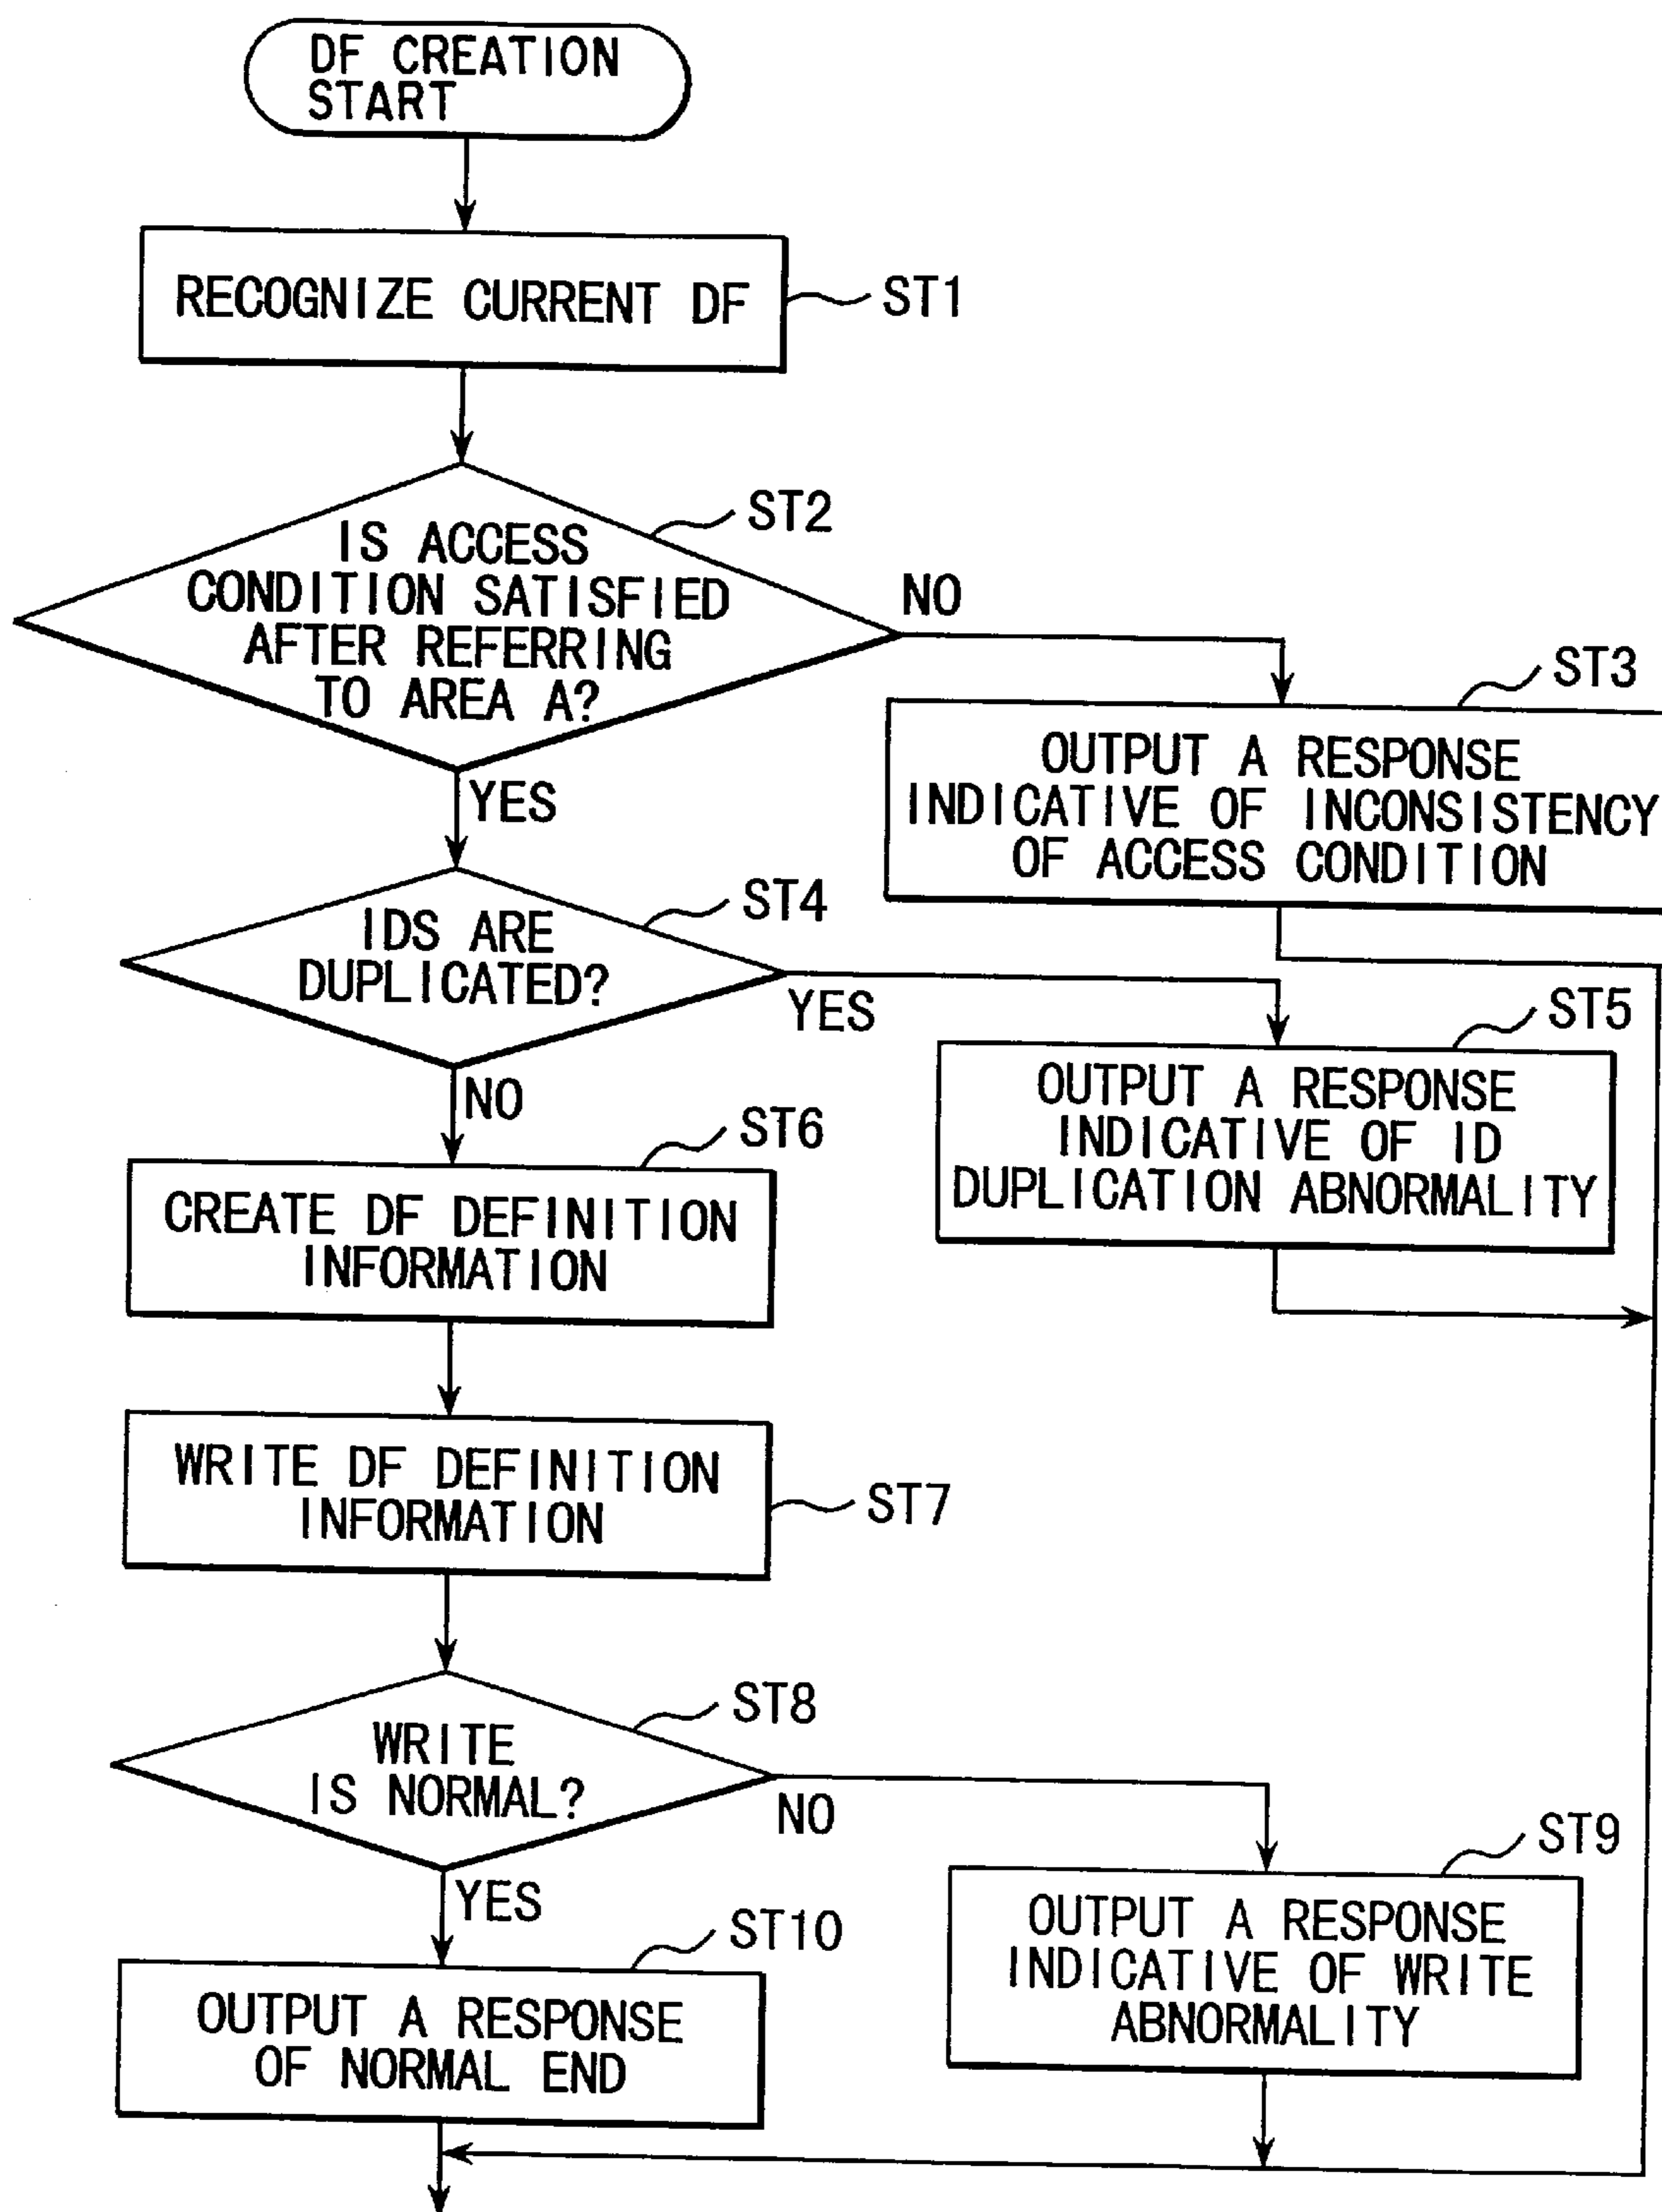 DF CREATION
START
RECOGNIZE CURRENT DF
ST1
IS ACCESS
CONDITION SATISFIED
AFTER REFERRING
TO AREA A?
ST2
NO
YES
ST3
OUTPUT A RESPONSE
INDICATIVE OF INCONSISTENCY
OF ACCESS CONDITION
IDS ARE
DUPLICATED?
ST4
YES
NO
ST5
OUTPUT A RESPONSE
INDICATIVE OF ID
DUPLICATION ABNORMALITY
ST6
CREATE DF DEFINITION
INFORMATION
WRITE DF DEFINITION
INFORMATION
ST7
WRITE
IS NORMAL?
ST8
NO
YES
ST9
OUTPUT A RESPONSE
INDICATIVE OF WRITE
ABNORMALITY
ST10
OUTPUT A RESPONSE
OF NORMAL END